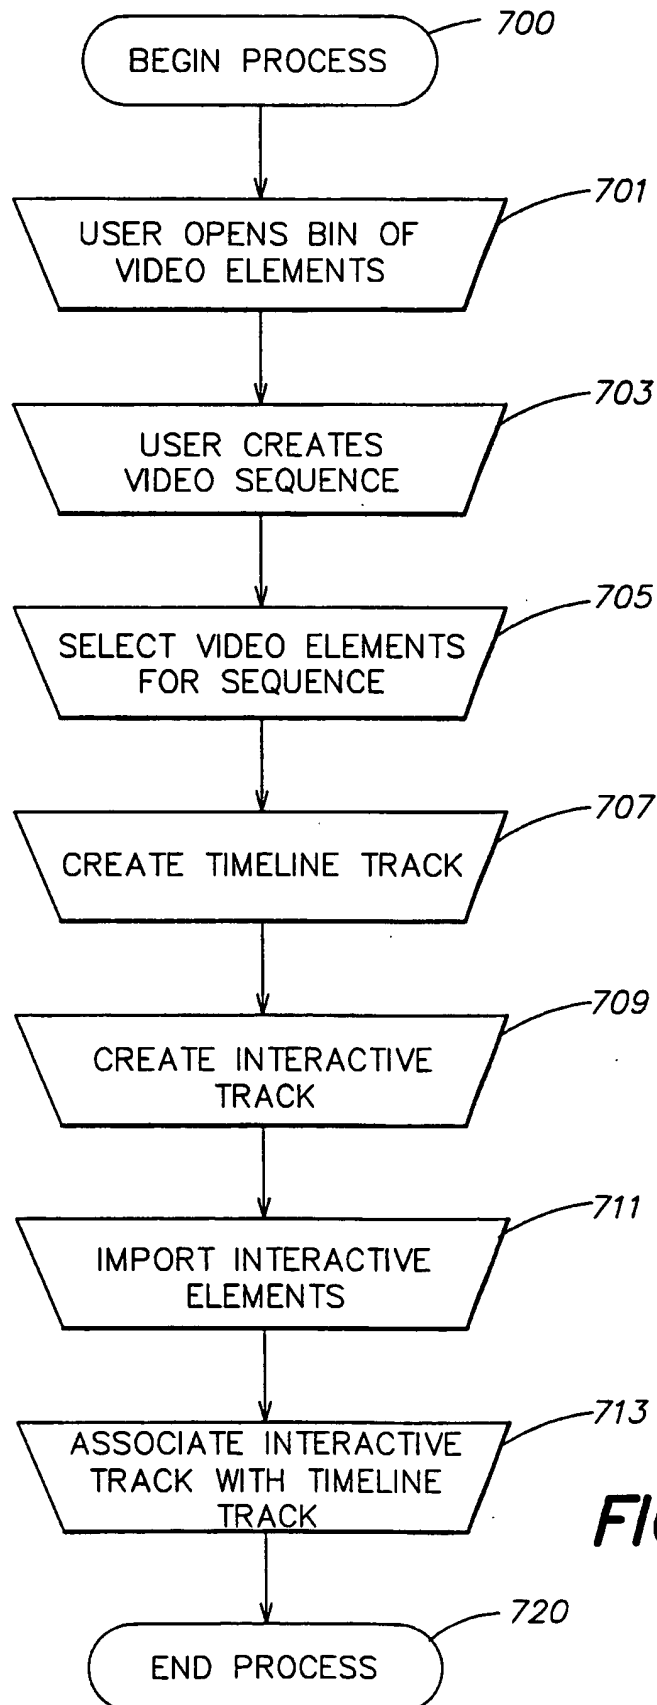 700
BEGIN PROCESS
701
USER OPENS BIN OF
VIDEO ELEMENTS
703
USER CREATES
VIDEO SEQUENCE
705
SELECT VIDEO ELEMENTS
FOR SEQUENCE
707
CREATE TIMELINE TRACK
709
CREATE INTERACTIVE
TRACK
711
IMPORT INTERACTIVE
ELEMENTS
713
ASSOCIATE INTERACTIVE
TRACK WITH TIMELINE
TRACK
720
END PROCESS